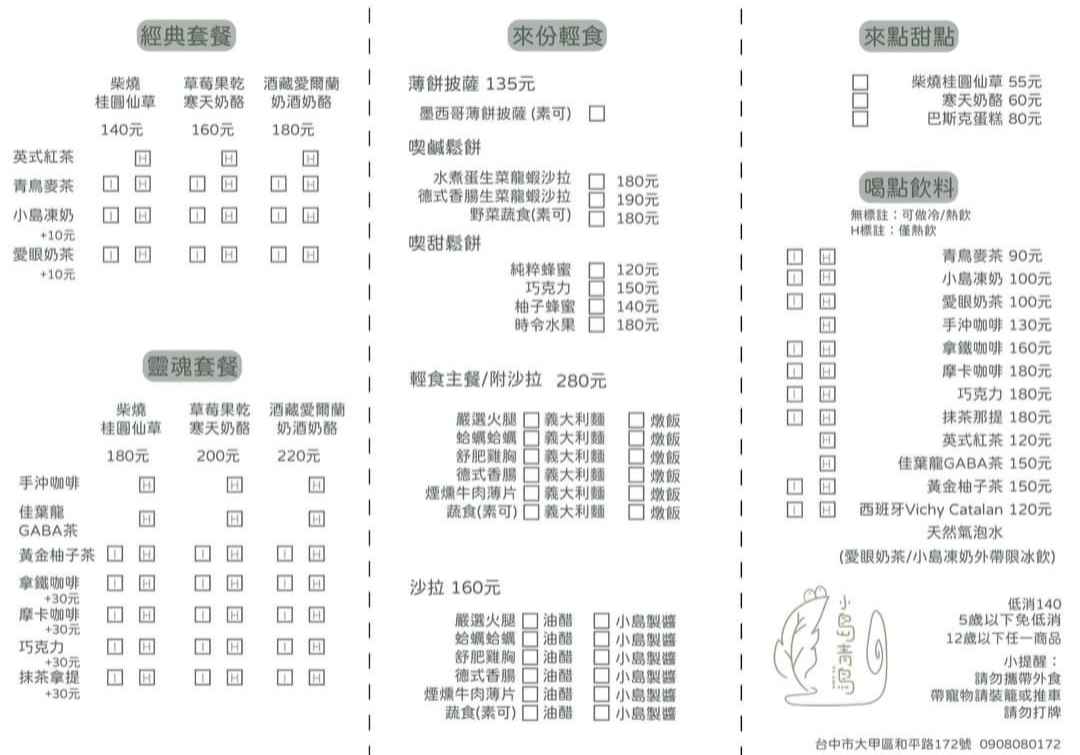 經典套餐
柴燒 草莓果乾 酒藏愛爾蘭
桂圓仙草 寒天奶酪 奶酒奶酪
140元 160元 180元
英式紅茶 H H H
青鳥麥茶 I H I H I H
小島凍奶 I H I H I H
+10元
愛眼奶茶 I H I H I H
+10元
靈魂套餐
柴燒 草莓果乾 酒藏愛爾蘭
桂圓仙草 寒天奶酪 奶酒奶酪
180元 200元 220元
手沖咖啡 H H H
佳葉龍
GABA茶 H H H
黃金柚子茶 I H I H I H
拿鐵咖啡 I H I H I H
+30元
摩卡咖啡 I H I H I H
+30元
巧克力 I H I H I H
+30元
抹茶拿提 I H I H I H
+30元
來份輕食
薄餅披薩 135元
墨西哥薄餅披薩 (素可)
喫鹹鬆餅
水煮蛋生菜龍蝦沙拉 180元
德式香腸生菜龍蝦沙拉 190元
野菜蔬食(素可) 180元
喫甜鬆餅
純粹蜂蜜 120元
巧克力 150元
柚子蜂蜜 140元
時令水果 180元
輕食主餐/附沙拉 280元
嚴選火腿 義大利麵 燉飯
蛤蠣蛤蠣 義大利麵 燉飯
舒肥雞胸 義大利麵 燉飯
德式香腸 義大利麵 燉飯
煙燻牛肉薄片 義大利麵 燉飯
蔬食(素可) 義大利麵 燉飯
沙拉 160元
嚴選火腿 油醋 小島製醬
蛤蠣蛤蠣 油醋 小島製醬
舒肥雞胸 油醋 小島製醬
德式香腸 油醋 小島製醬
煙燻牛肉薄片 油醋 小島製醬
蔬食(素可) 油醋 小島製醬
來點甜點
柴燒桂圓仙草 55元
寒天奶酪 60元
巴斯克蛋糕 80元
喝點飲料
無標註：可做冷/熱飲
H標註：僅熱飲
I H 青鳥麥茶 90元
I H 小島凍奶 100元
I H 愛眼奶茶 100元
H 手沖咖啡 130元
I H 拿鐵咖啡 160元
I H 摩卡咖啡 180元
I H 巧克力 180元
I H 抹茶那提 180元
H 英式紅茶 120元
H 佳葉龍GABA茶 150元
I H 黃金柚子茶 150元
I H 西班牙Vichy Catalan 120元
天然氣泡水
(愛眼奶茶/小島凍奶外帶限冰飲)
小島青鳥
低消140
5歲以下免低消
12歲以下任一商品
小提醒：
請勿攜帶外食
帶寵物請裝籠或推車
請勿打牌
台中市大甲區和平路172號 0908080172